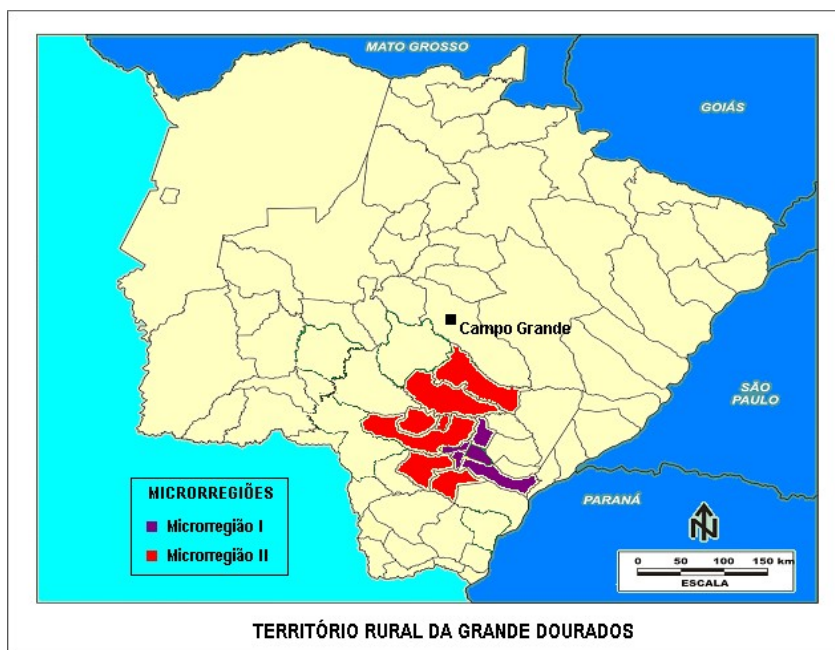 MATO GROSSO
GOIÁS
Campo Grande
SÃO
PAULO
PARANÁ
MICRORREGIÕES
Microrregião I
Microrregião II
N
0 50 100 150 km
ESCALA
TERRITÓRIO RURAL DA GRANDE DOURADOS